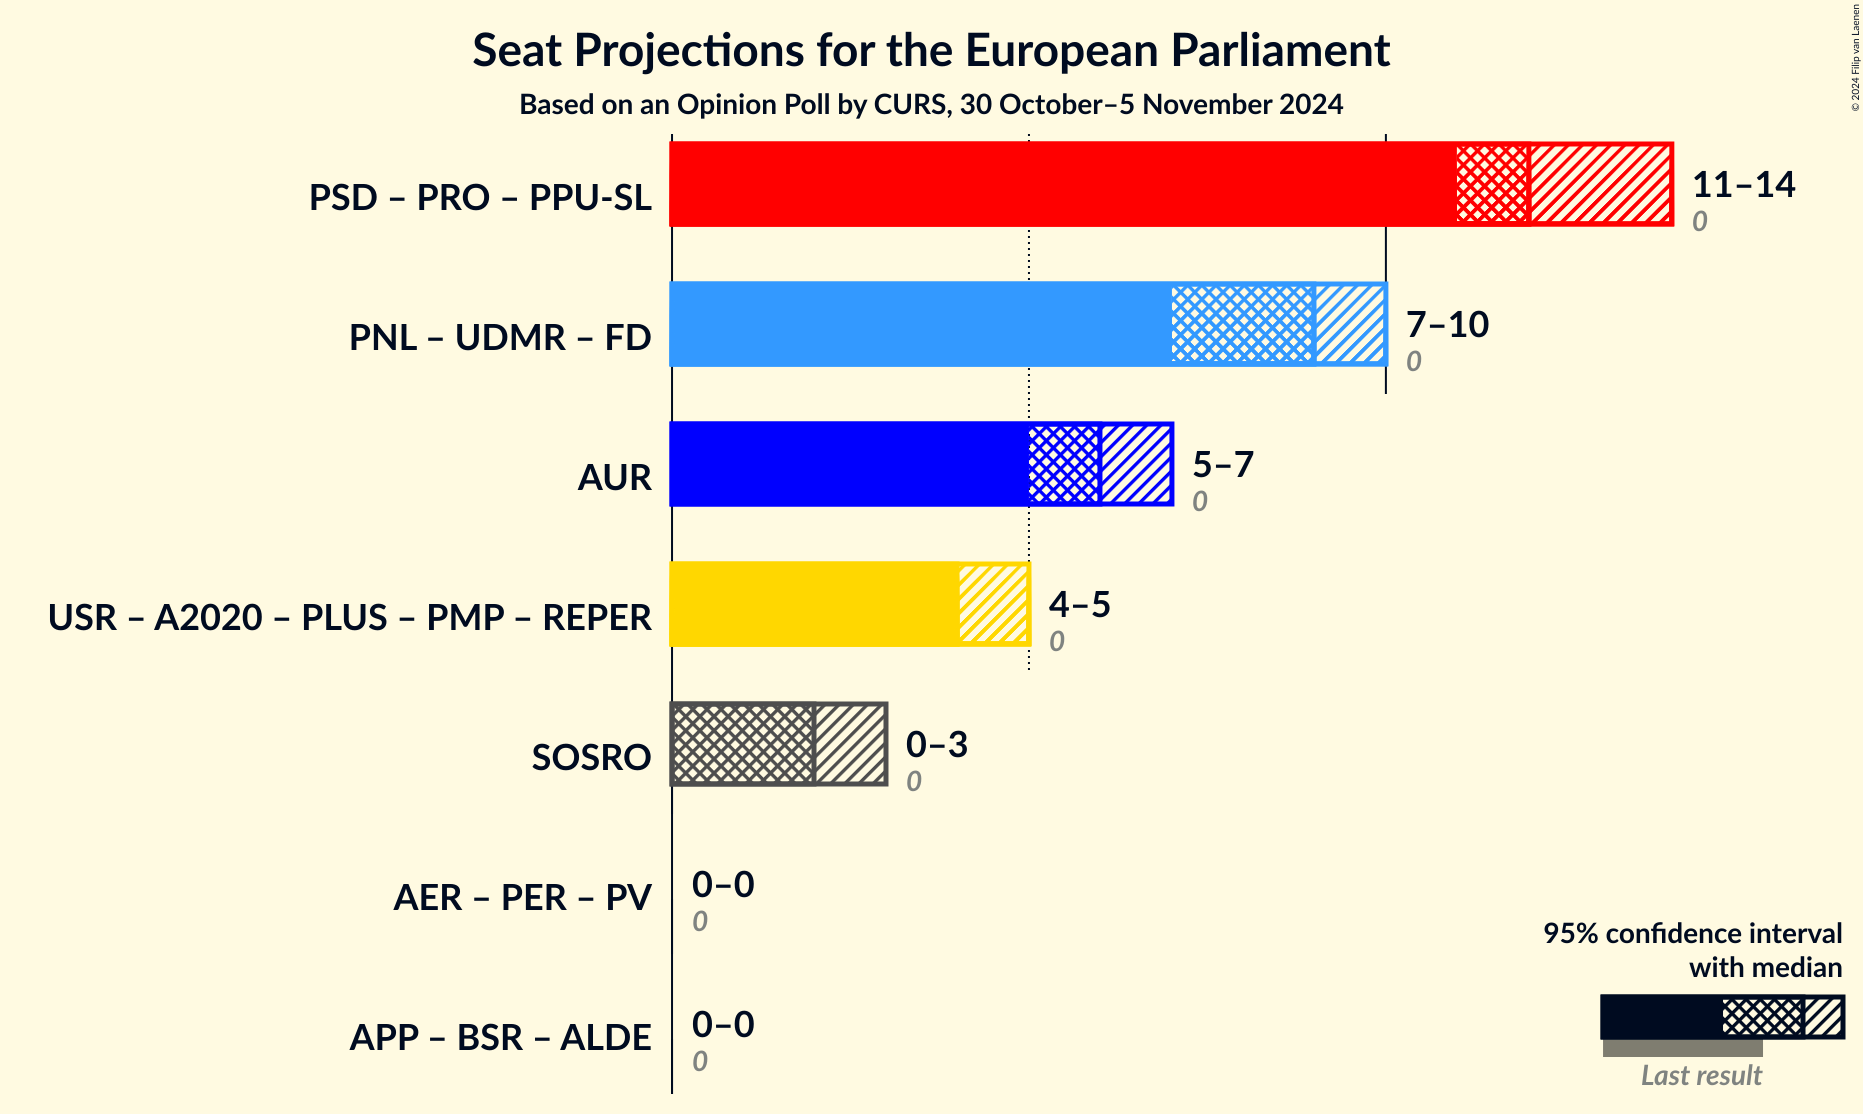 Seat Projections for the European Parliament
Based on an Opinion Poll by CURS, 30 October–5 November 2024
© 2024 Filip van Laenen
PSD – PRO – PPU-SL
11–14
0
PNL – UDMR – FD
7–10
0
AUR
5–7
0
USR – A2020 – PLUS – PMP – REPER
4–5
0
SOSRO
0–3
0
AER – PER – PV
0–0
0
APP – BSR – ALDE
0–0
0
95% confidence interval
with median
Last result